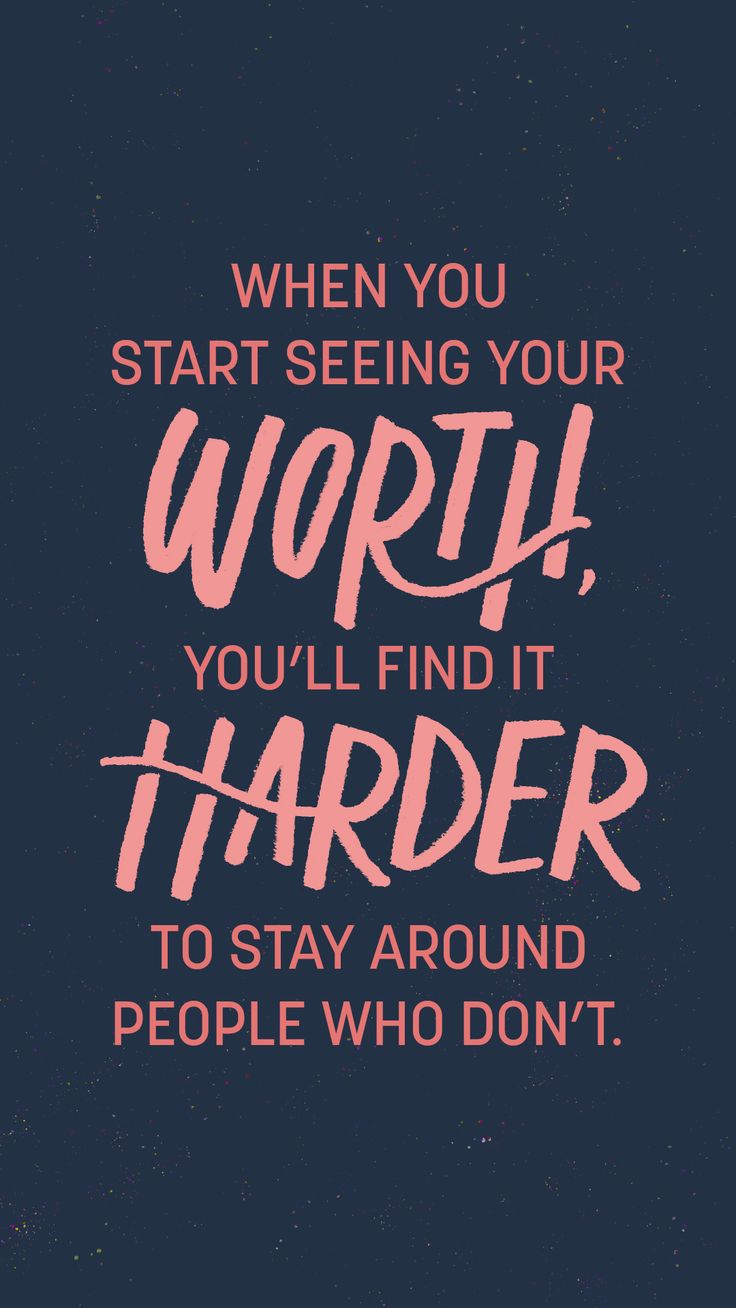 WHEN YOU
START SEEING YOUR
WORTH,
YOU’LL FIND IT
HARDER
TO STAY AROUND
PEOPLE WHO DON’T.